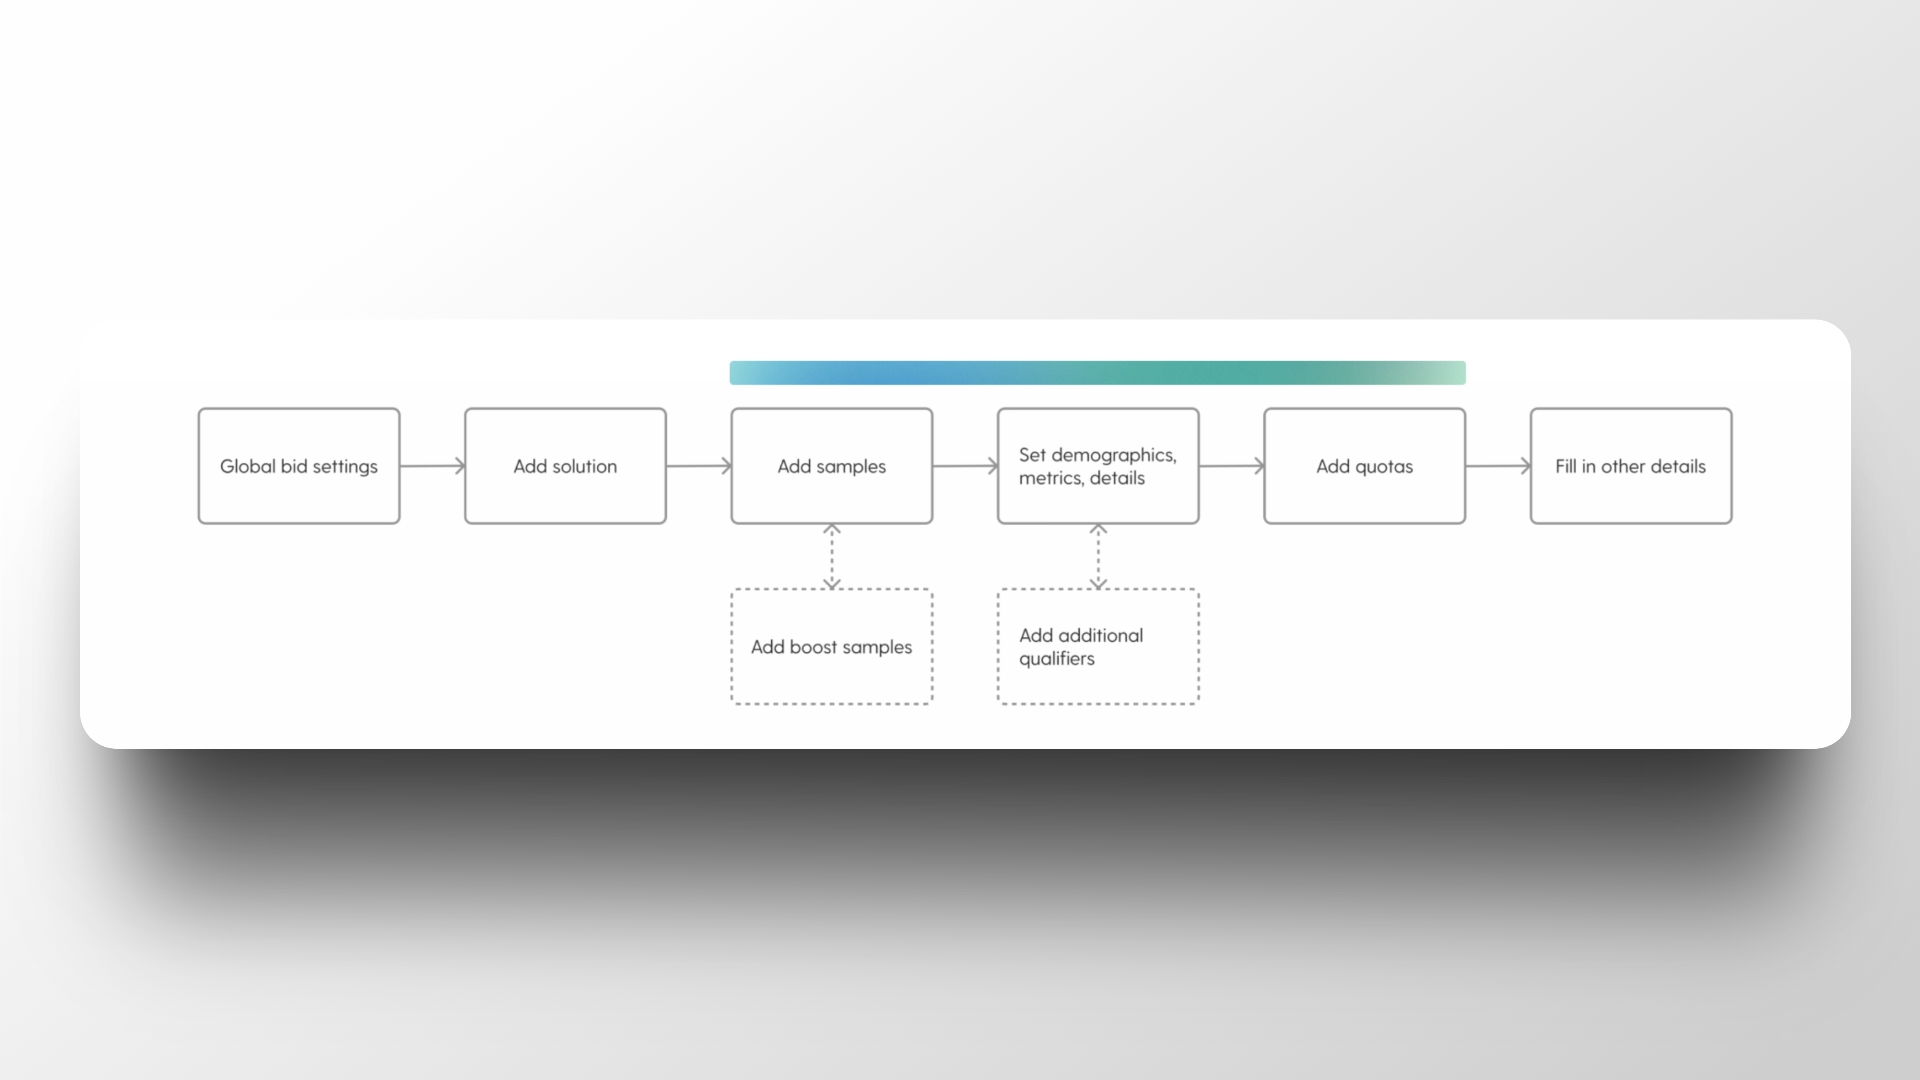 Global bid settings
Add solution
Add samples
Set demographics,
metrics, details
Add quotas
Fill in other details
Add boost samples
Add additional
qualifiers